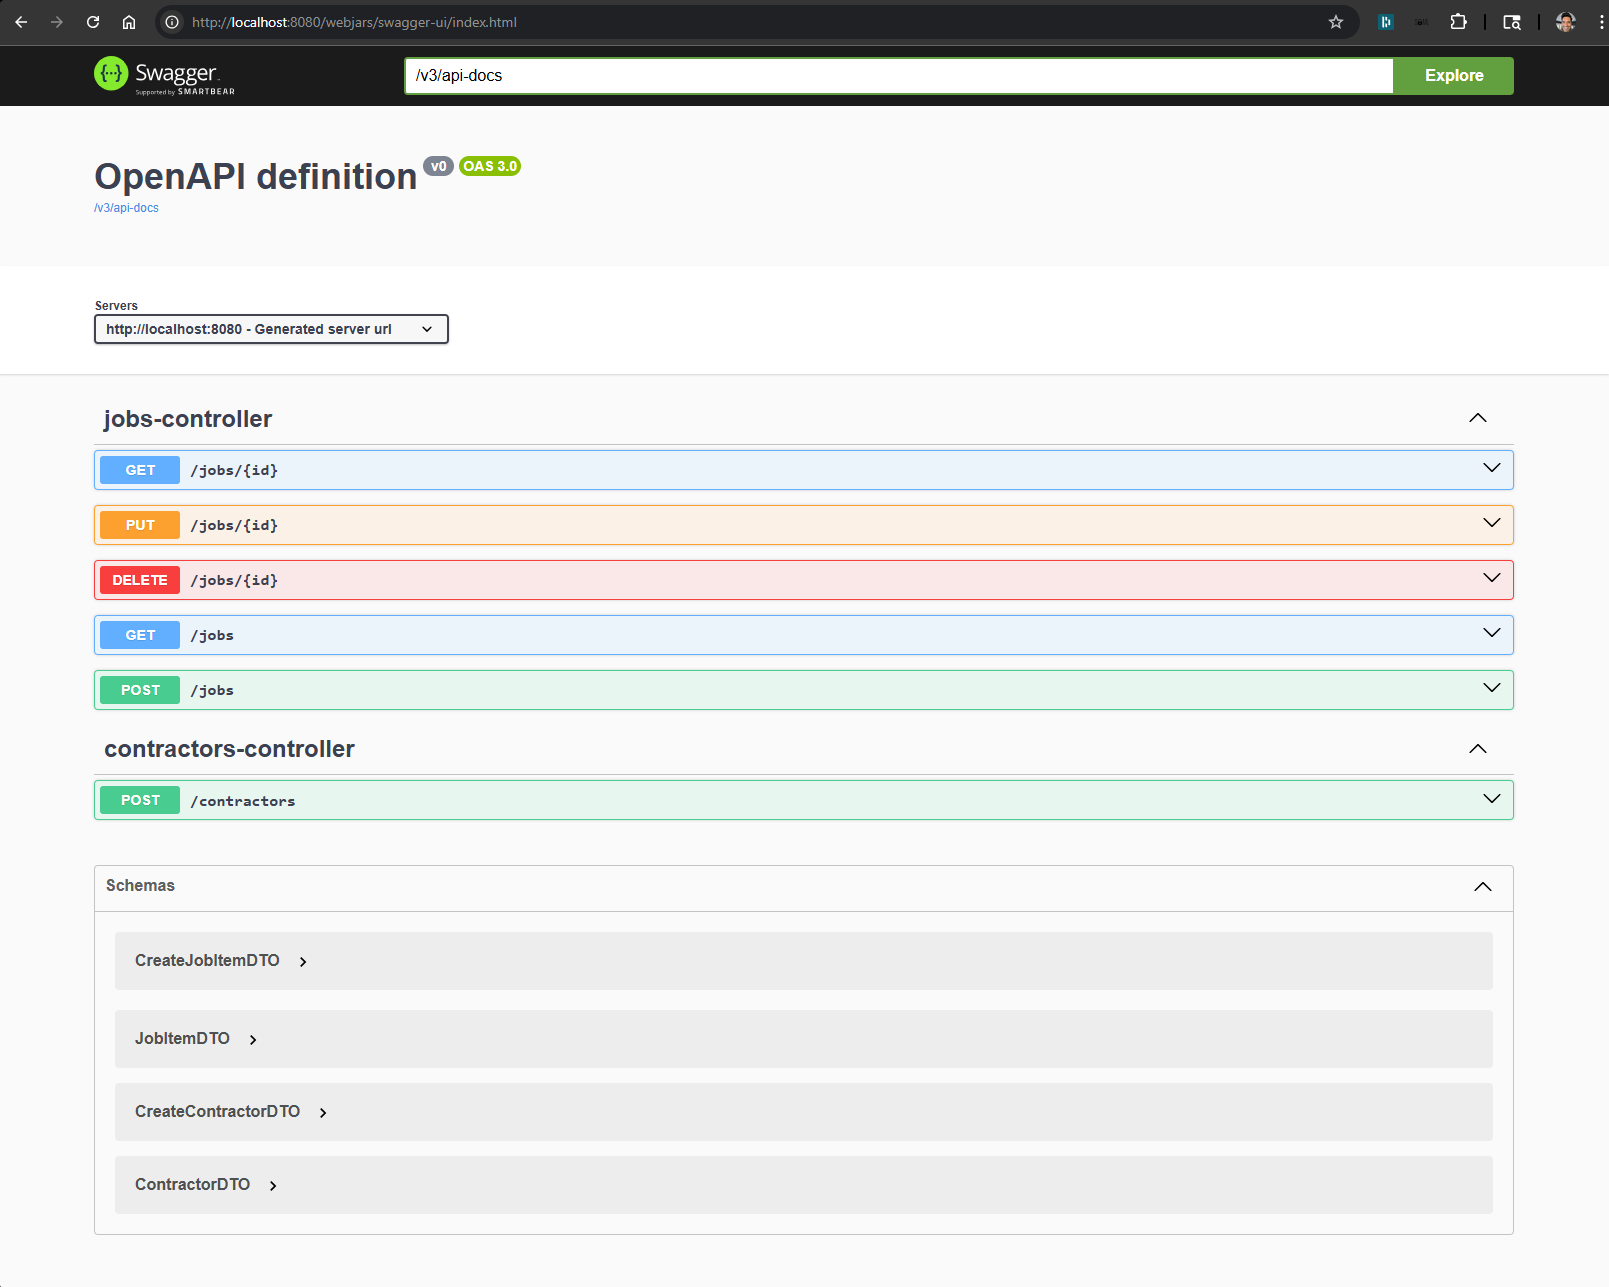 http://localhost:8080/webjars/swagger-ui/index.html
Swagger
Supported by SMARTBEAR
/v3/api-docs
Explore
OpenAPI definition v0 OAS 3.0
/v3/api-docs
Servers
http://localhost:8080 - Generated server url
jobs-controller
GET /jobs/{id}
PUT /jobs/{id}
DELETE /jobs/{id}
GET /jobs
POST /jobs
contractors-controller
POST /contractors
Schemas
CreateJobItemDTO
JobItemDTO
CreateContractorDTO
ContractorDTO